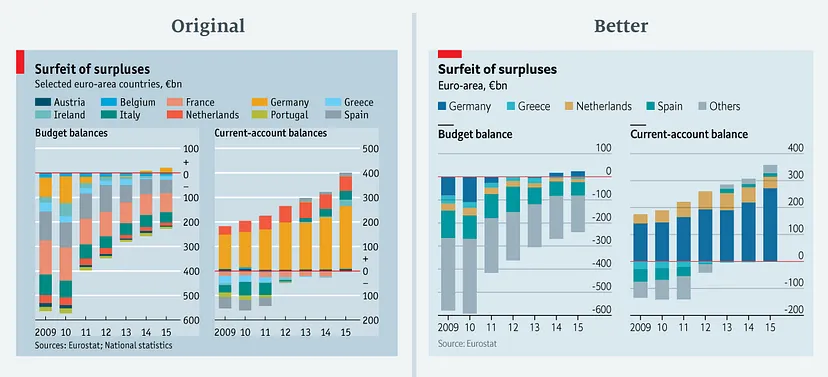 Original
Surfeit of surpluses
Selected euro-area countries, €bn
Austria Belgium France Germany Greece
Ireland Italy Netherlands Portugal Spain
Budget balances
100
+
0
–
100
200
300
400
500
600
2009 10 11 12 13 14 15
Current-account balances
500
400
300
200
100
+
0
–
100
200
2009 10 11 12 13 14 15
Sources: Eurostat; National statistics
Better
Surfeit of surpluses
Euro-area, €bn
Germany Greece Netherlands Spain Others
Budget balance
100
0
-100
-200
-300
-400
-500
-600
2009 10 11 12 13 14 15
Current-account balance
400
300
200
100
0
-100
-200
2009 10 11 12 13 14 15
Source: Eurostat